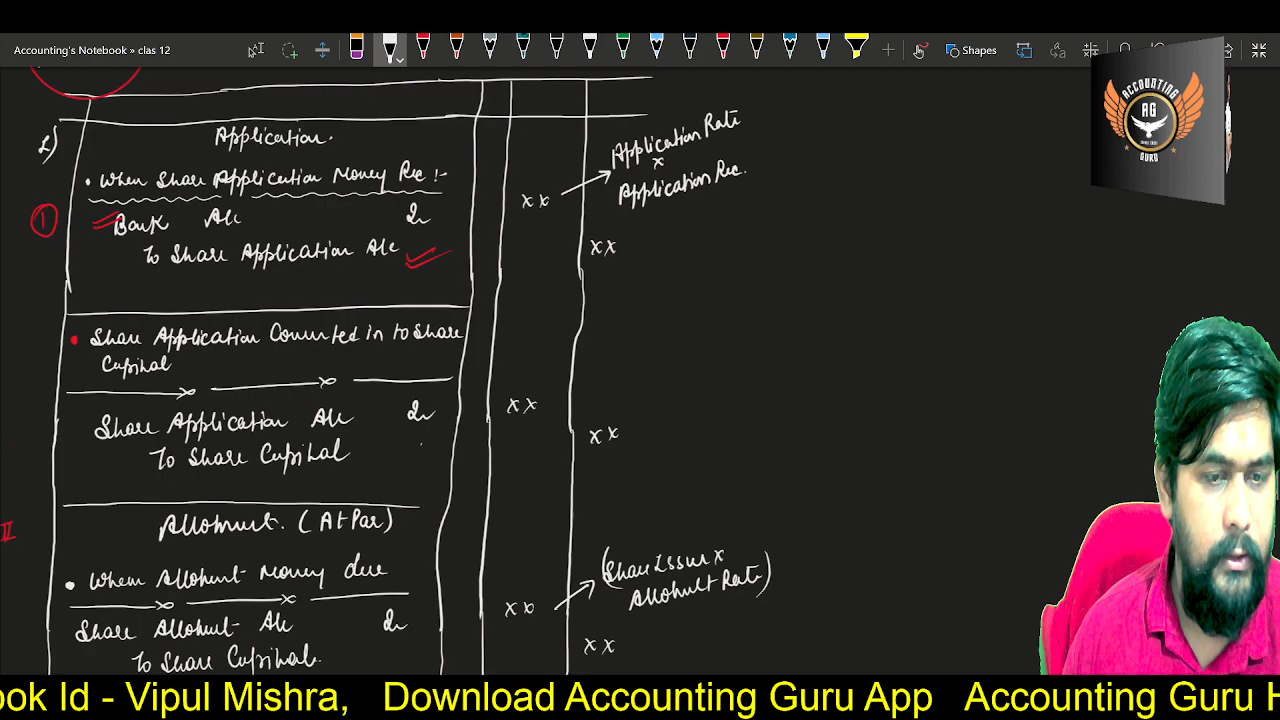 Accounting's Notebook » clas 12
Shapes
ACCOUNTING
AG
GURU
1)
Application.
• When Share Application Money Rec :-
I
Bank A/c Dr
To Share Application A/c
xx
xx
Application Rate
x
Application Rec.
• Share Application Converted in to Share
Capital
Share Application A/c Dr
To Share Capital
xx
xx
II
Allotment. (At Par)
• When Allotment Money due
Share Allotment A/c Dr
To Share Capital.
xx
xx
(Share Issue x
Allotment Rate)
ook Id - Vipul Mishra, Download Accounting Guru App Accounting Guru H